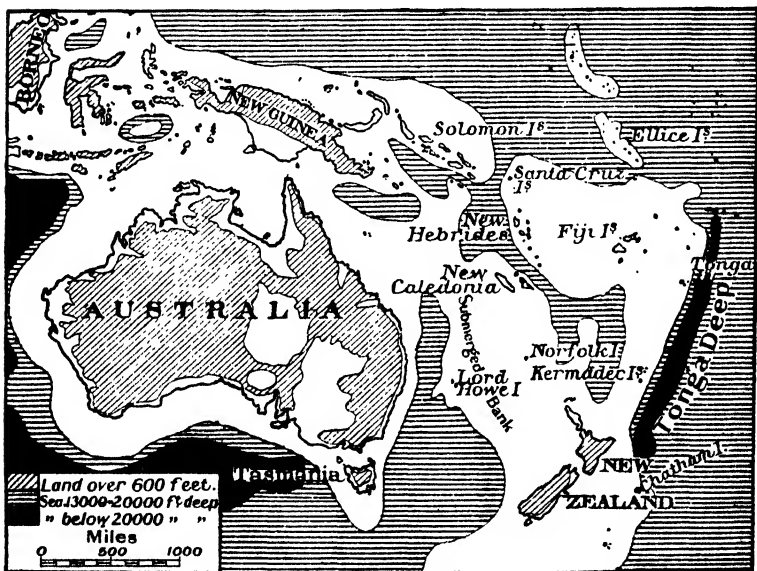 BORNEO
NEW GUINEA
Solomon Is
Ellice Is
Santa Cruz
Is
New
Hebrides
Fiji Is
Tonga
New
Caledonia
AUSTRALIA
Submerged Bank
Norfolk I
Kermadec Is
Lord
Howe I
Tonga Deep
Tasmania
NEW
ZEALAND
Chatham I.
Land over 600 feet.
Sea 13000-20000 ft deep
" below 20000 " "
Miles
0 500 1000